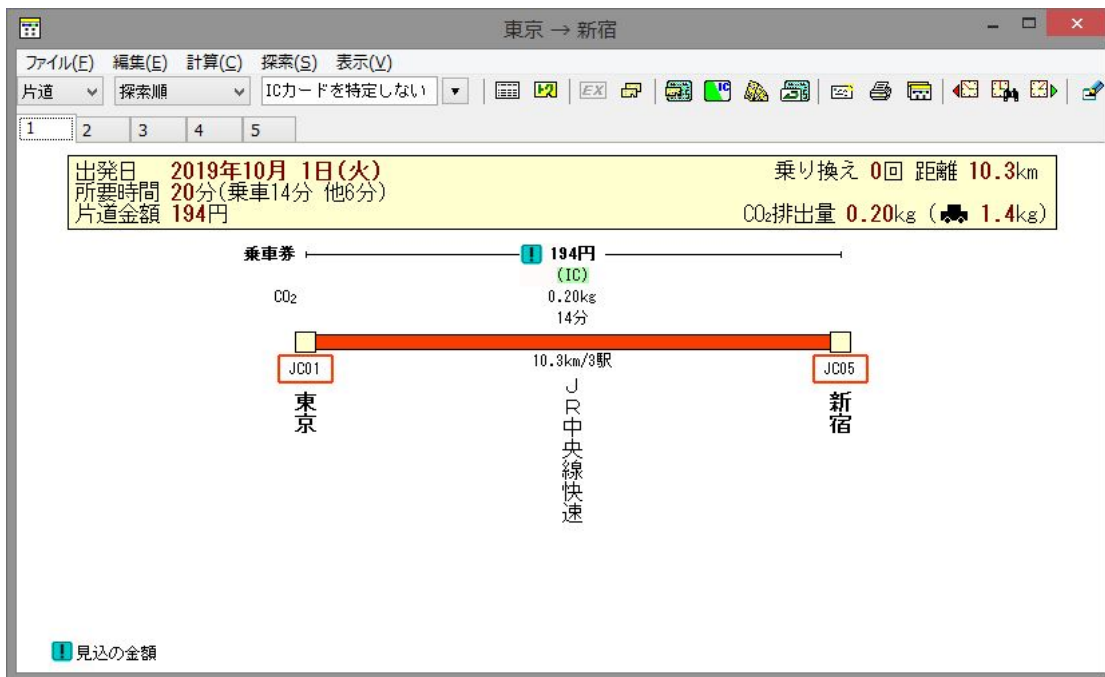 東京 → 新宿
ファイル(F) 編集(E) 計算(C) 探索(S) 表示(V)
片道 探索順 ICカードを特定しない EX IC
1 2 3 4 5
出発日 2019年10月 1日(火) 乗り換え 0回 距離 10.3km
所要時間 20分(乗車14分 他6分)
片道金額 194円 CO2排出量 0.20kg ( 1.4kg)
乗車券 ! 194円
(IC)
CO2 0.20kg
14分
10.3km/3駅
JC01 JC05
東京
JR中央線快速
新宿
! 見込の金額